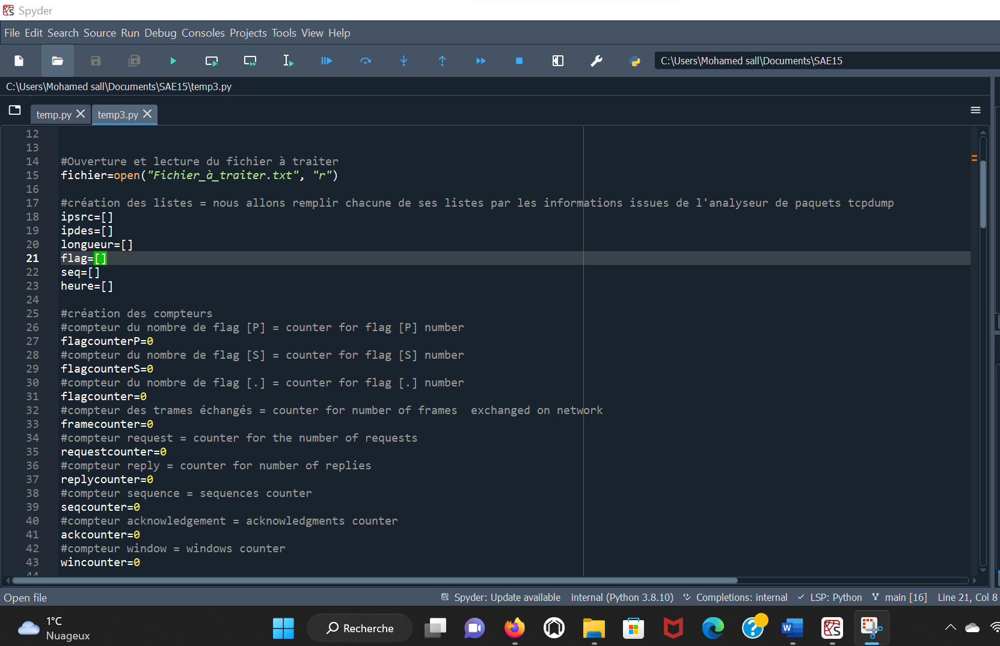 Spyder
File Edit Search Source Run Debug Consoles Projects Tools View Help
C:\Users\Mohamed sall\Documents\SAE15
C:\Users\Mohamed sall\Documents\SAE15\temp3.py
temp.py temp3.py
12
13
14 #Ouverture et lecture du fichier à traiter
15 fichier=open("Fichier_à_traiter.txt", "r")
16
17 #création des listes = nous allons remplir chacune de ses listes par les informations issues de l'analyseur de paquets tcpdump
18 ipsrc=[]
19 ipdes=[]
20 longueur=[]
21 flag=[]
22 seq=[]
23 heure=[]
24
25 #création des compteurs
26 #compteur du nombre de flag [P] = counter for flag [P] number
27 flagcounterP=0
28 #compteur du nombre de flag [S] = counter for flag [S] number
29 flagcounterS=0
30 #compteur du nombre de flag [.] = counter for flag [.] number
31 flagcounter=0
32 #compteur des trames échangés = counter for number of frames  exchanged on network
33 framecounter=0
34 #compteur request = counter for the number of requests
35 requestcounter=0
36 #compteur reply = counter for number of replies
37 replycounter=0
38 #compteur sequence = sequences counter
39 seqcounter=0
40 #compteur acknowledgement = acknowledgments counter
41 ackcounter=0
42 #compteur window = windows counter
43 wincounter=0
44
Open file Spyder: Update available internal (Python 3.8.10) Completions: internal LSP: Python main [16] Line 21, Col 8
1°C
Nuageux
Recherche